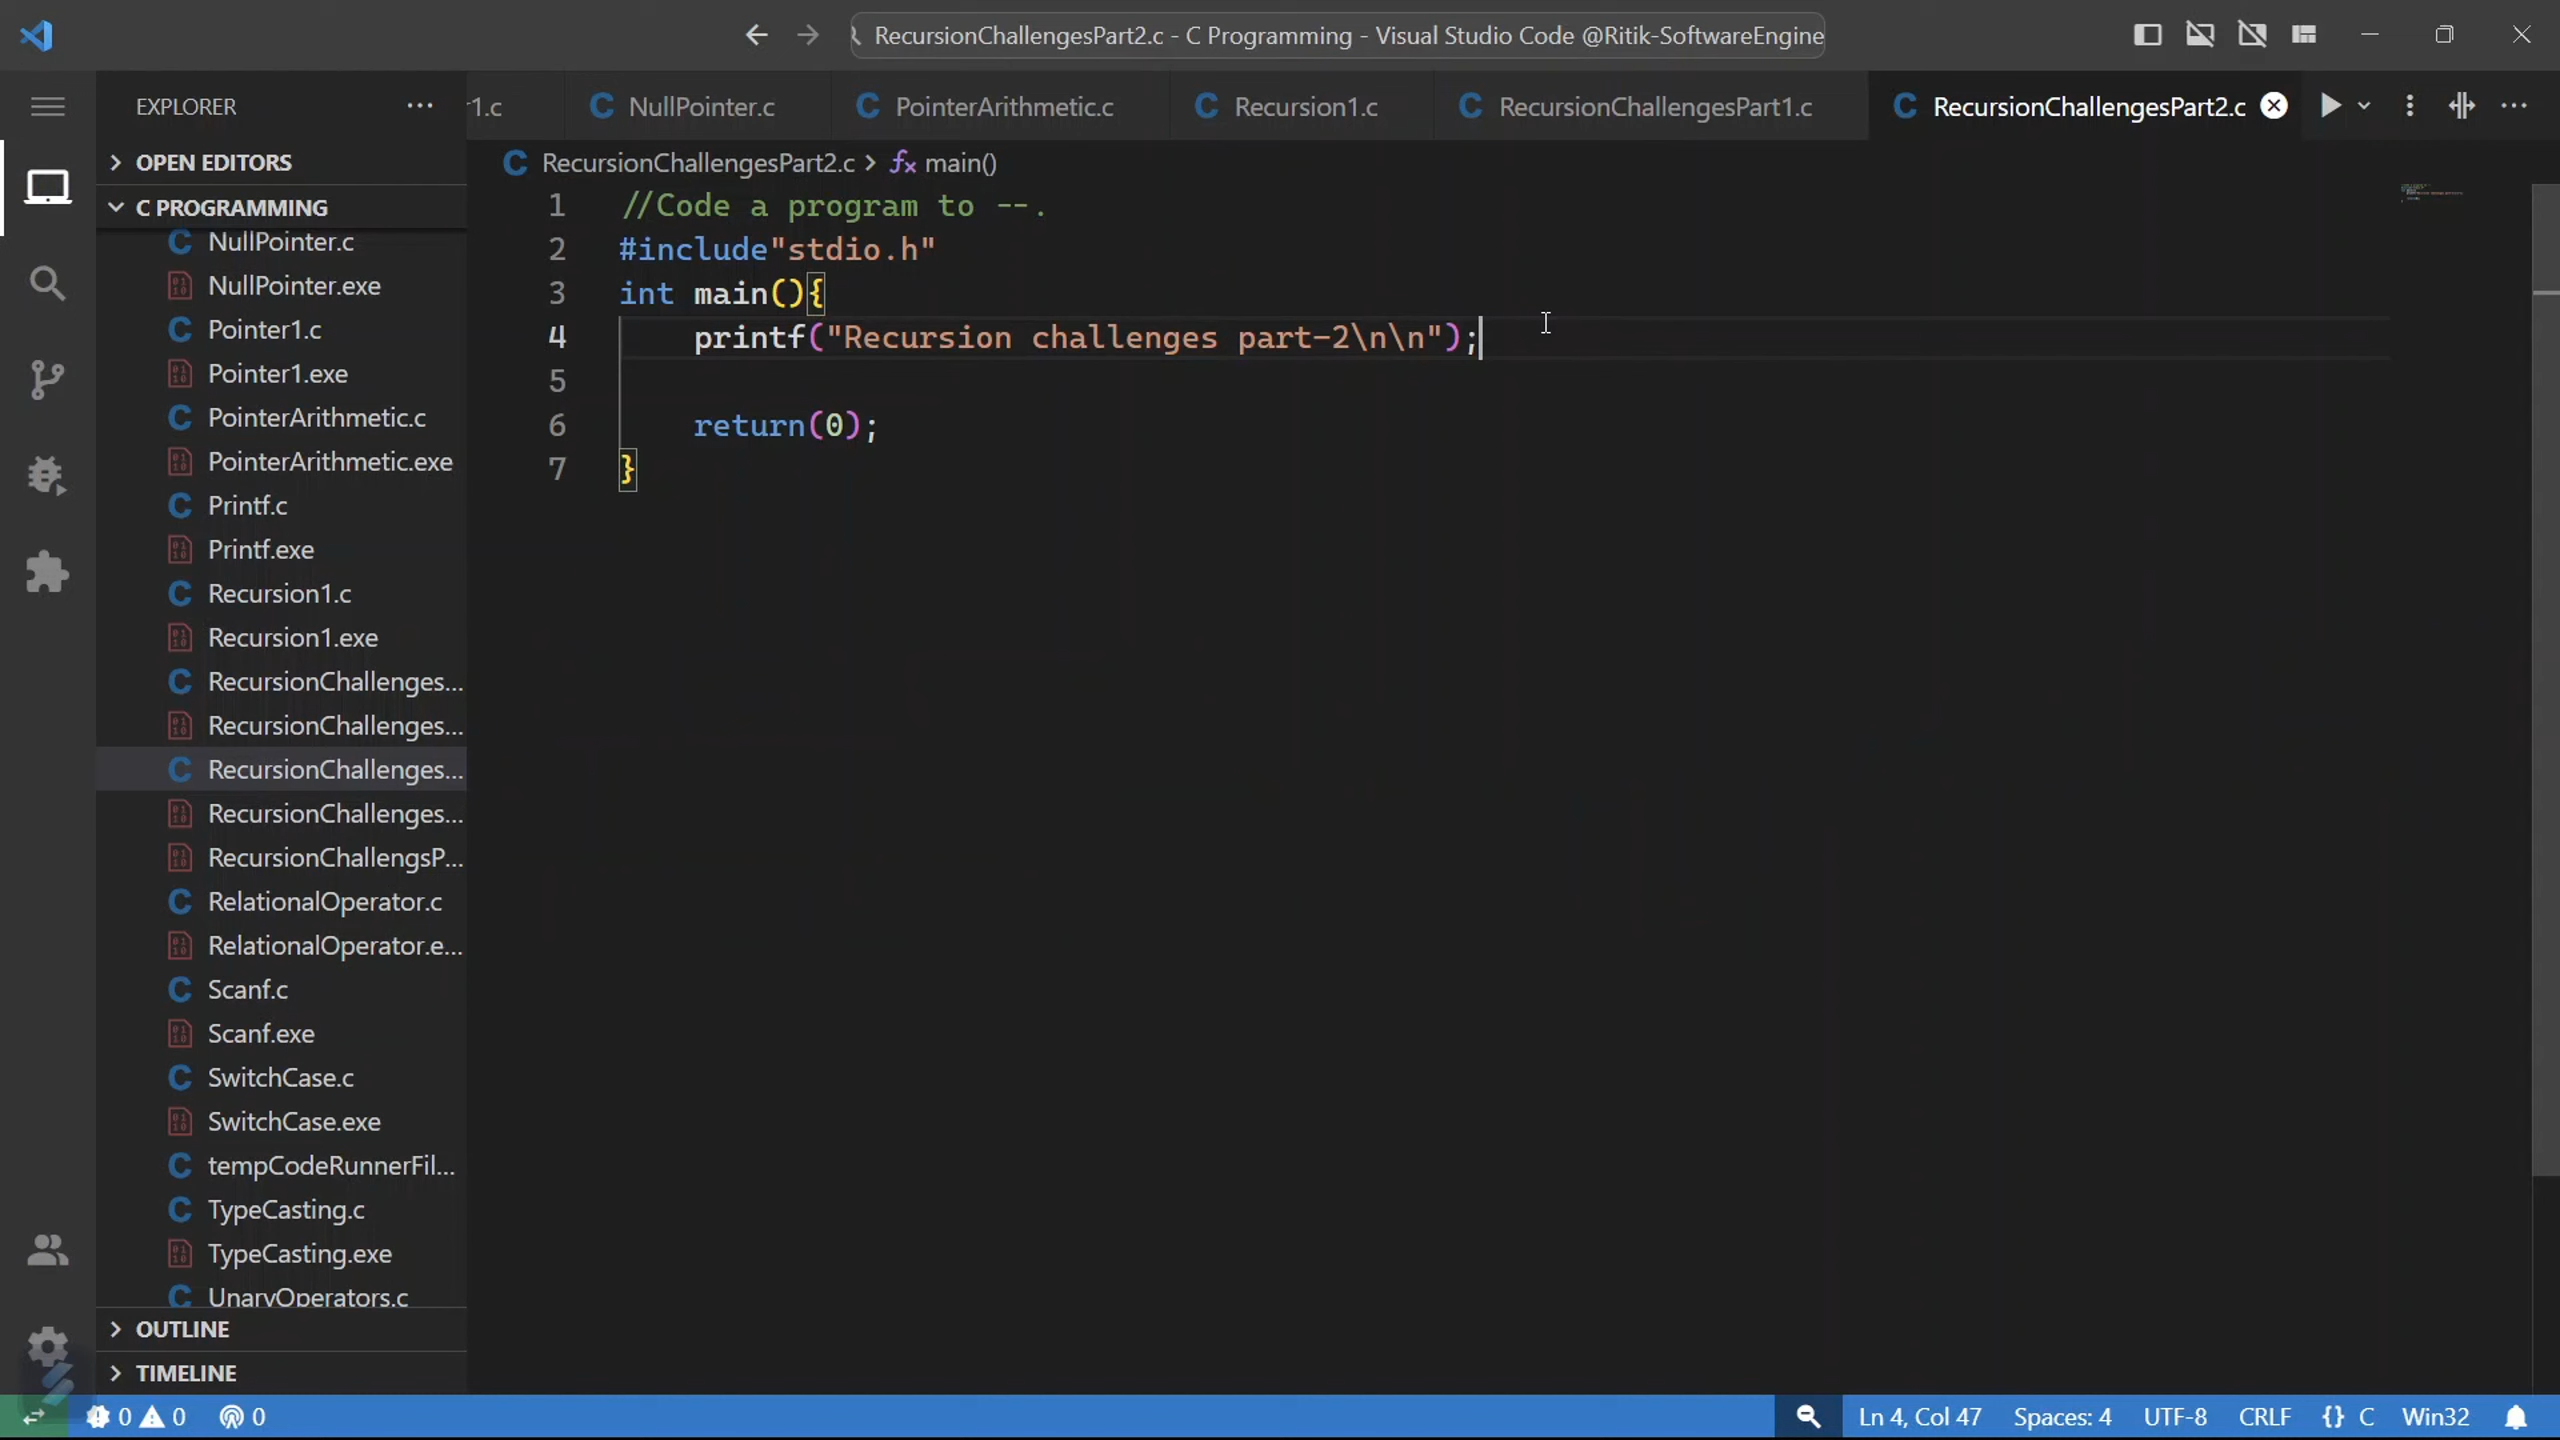 RecursionChallengesPart2.c - C Programming - Visual Studio Code @Ritik-SoftwareEngine
EXPLORER
OPEN EDITORS
C PROGRAMMING
NullPointer.c
NullPointer.exe
Pointer1.c
Pointer1.exe
PointerArithmetic.c
PointerArithmetic.exe
Printf.c
Printf.exe
Recursion1.c
Recursion1.exe
RecursionChallenges...
RecursionChallenges...
RecursionChallenges...
RecursionChallenges...
RecursionChallengsP...
RelationalOperator.c
RelationalOperator.e...
Scanf.c
Scanf.exe
SwitchCase.c
SwitchCase.exe
tempCodeRunnerFil...
TypeCasting.c
TypeCasting.exe
UnaryOperators.c
OUTLINE
TIMELINE
r1.c NullPointer.c PointerArithmetic.c Recursion1.c RecursionChallengesPart1.c RecursionChallengesPart2.c
RecursionChallengesPart2.c > main()
1 //Code a program to --.
2 #include"stdio.h"
3 int main(){
4 printf("Recursion challenges part-2\n\n");
5
6 return(0);
7 }
0 0 0 Ln 4, Col 47 Spaces: 4 UTF-8 CRLF {} C Win32